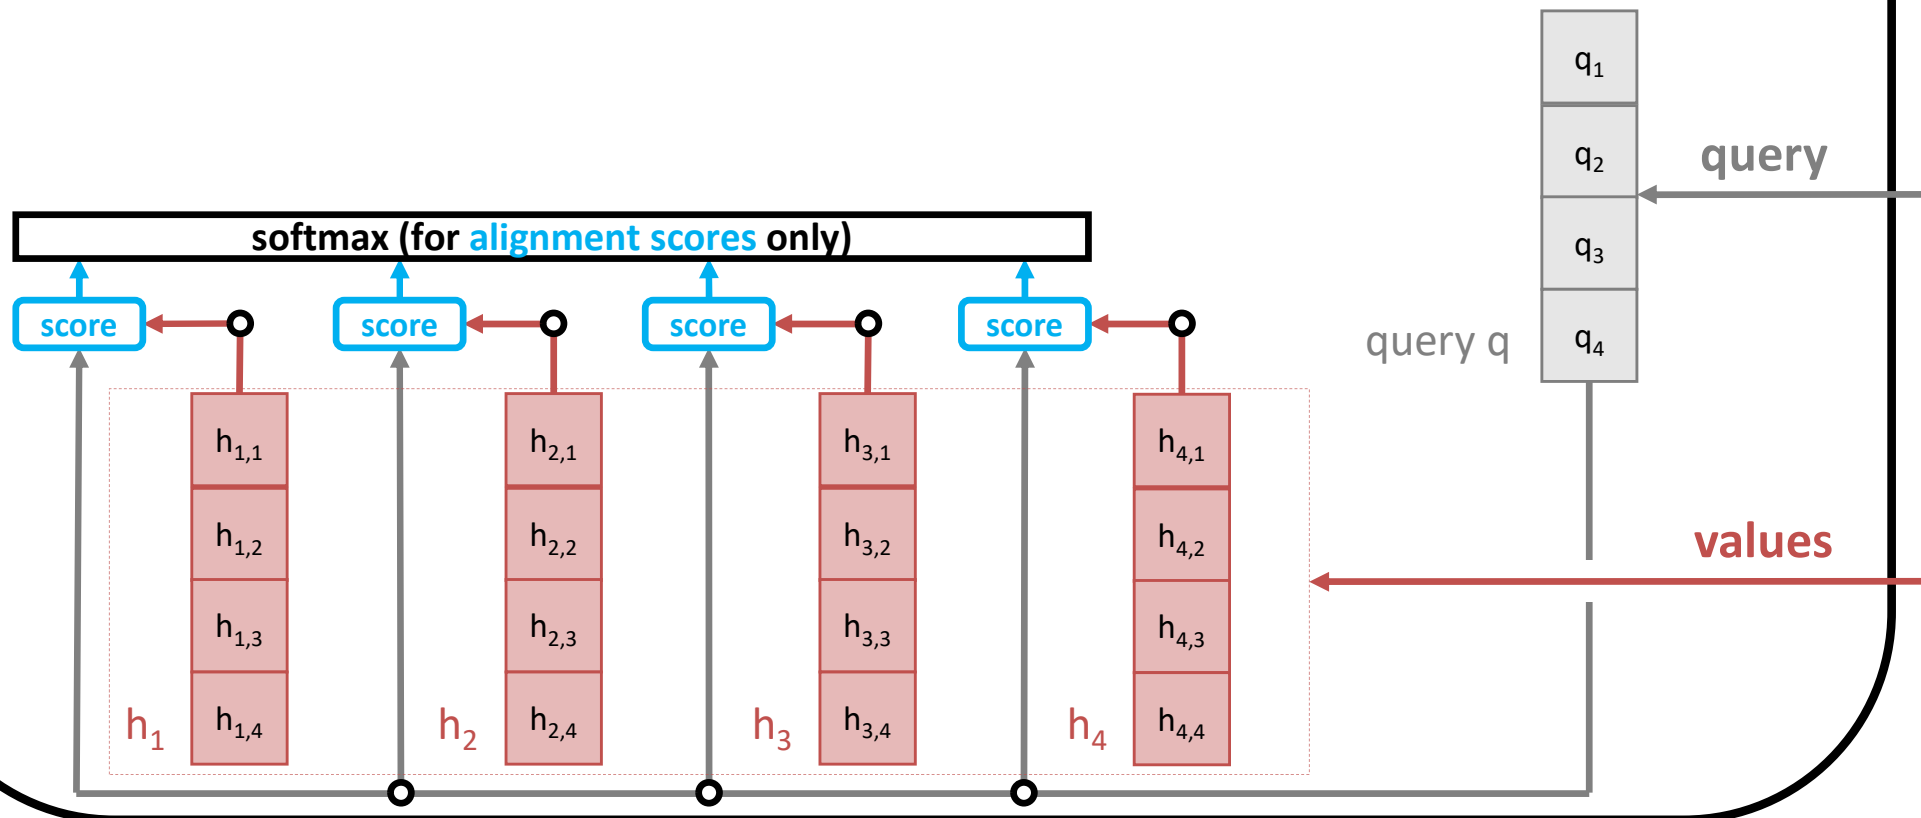 q1
q2
query
q3
q4
query q
softmax (for alignment scores only)
score score score score
h1,1 h2,1 h3,1 h4,1
h1,2 h2,2 h3,2 h4,2
values
h1,3 h2,3 h3,3 h4,3
h1 h1,4 h2 h2,4 h3 h3,4 h4 h4,4